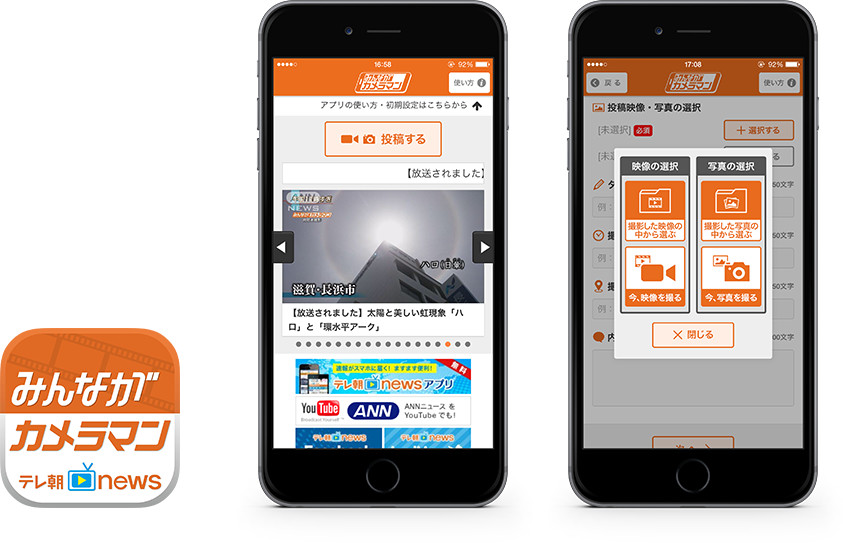 みんなが
カメラマン
テレ朝 news
16:58
92%
みんなが
カメラマン
使い方
アプリの使い方・初期設定はこちらから
投稿する
【放送されました】
ANN
NEWS
ハロ(白暈)
滋賀・長浜市
【放送されました】太陽と美しい虹現象「ハ
ロ」と「環水平アーク」
速報がスマホに届く!ますます便利!
無料
テレ朝 newsアプリ
YouTube
Broadcast Yourself
ANN
ANNニュース を
YouTube でも!
テレ朝 news
テレ朝 news
17:08
92%
戻る
みんなが
カメラマン
使い方
投稿映像・写真の選択
[未選択] 必須
選択する
[未
る
50文字
例：
撮
50文字
例：
撮
50文字
例：
内
00文字
映像の選択
撮影した映像の
中から選ぶ
今、映像を撮る
写真の選択
撮影した写真の
中から選ぶ
今、写真を撮る
閉じる